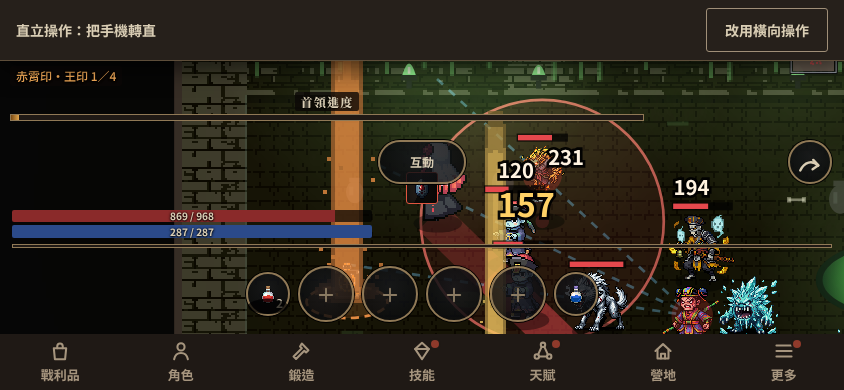 直立操作：把手機轉直
改用橫向操作
赤霄印・王印 1／4
首領進度
互動
231
120
157
194
869 / 968
287 / 287
2
戰利品
角色
鍛造
技能
天賦
營地
更多